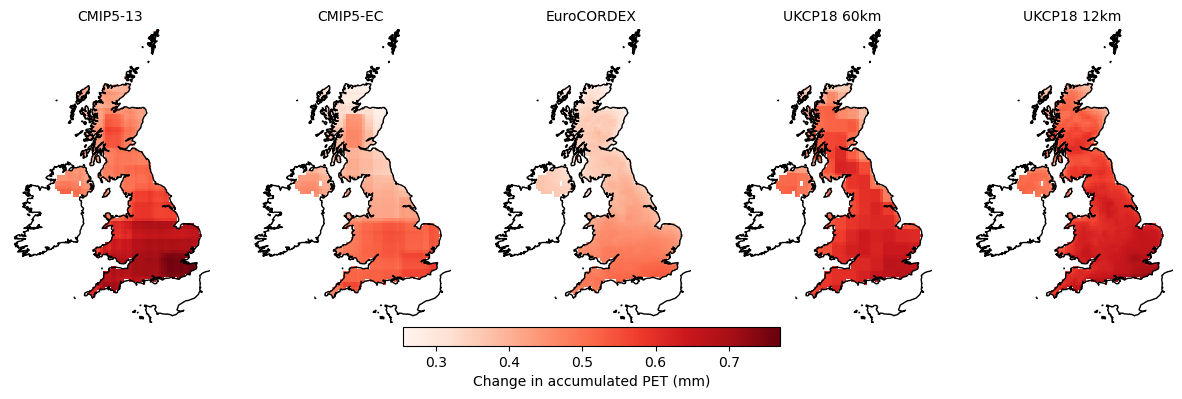 CMIP5-13
CMIP5-EC
EuroCORDEX
UKCP18 60km
UKCP18 12km
0.3
0.4
0.5
0.6
0.7
Change in accumulated PET (mm)